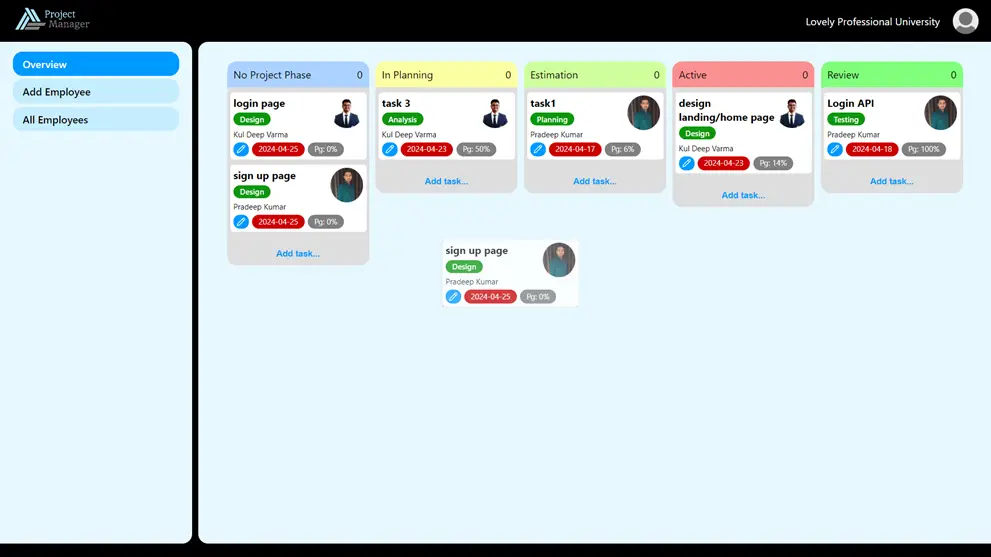 Project
Manager
Lovely Professional University
Overview
Add Employee
All Employees
No Project Phase 0
login page
Design
Kul Deep Varma
2024-04-25 Pg: 0%
sign up page
Design
Pradeep Kumar
2024-04-25 Pg: 0%
Add task...
In Planning 0
task 3
Analysis
Kul Deep Varma
2024-04-23 Pg: 50%
Add task...
Estimation 0
task1
Planning
Pradeep Kumar
2024-04-17 Pg: 6%
Add task...
Active 0
design
landing/home page
Design
Kul Deep Varma
2024-04-23 Pg: 14%
Add task...
Review 0
Login API
Testing
Pradeep Kumar
2024-04-18 Pg: 100%
Add task...
sign up page
Design
Pradeep Kumar
2024-04-25 Pg: 0%